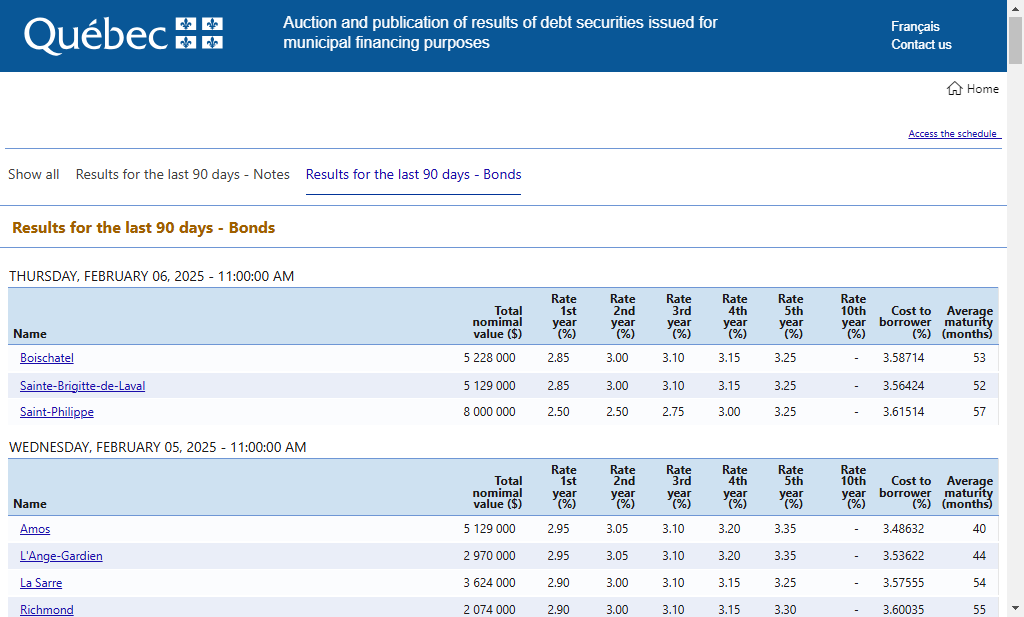 Québec
Auction and publication of results of debt securities issued for
municipal financing purposes
Français
Contact us
Home
Access the schedule
Show all Results for the last 90 days - Notes Results for the last 90 days - Bonds
Results for the last 90 days - Bonds
THURSDAY, FEBRUARY 06, 2025 - 11:00:00 AM
Name Total nomimal value ($) Rate 1st year (%) Rate 2nd year (%) Rate 3rd year (%) Rate 4th year (%) Rate 5th year (%) Rate 10th year (%) Cost to borrower (%) Average maturity (months)
Boischatel 5 228 000 2.85 3.00 3.10 3.15 3.25 - 3.58714 53
Sainte-Brigitte-de-Laval 5 129 000 2.85 3.00 3.10 3.15 3.25 - 3.56424 52
Saint-Philippe 8 000 000 2.50 2.50 2.75 3.00 3.25 - 3.61514 57
WEDNESDAY, FEBRUARY 05, 2025 - 11:00:00 AM
Name Total nomimal value ($) Rate 1st year (%) Rate 2nd year (%) Rate 3rd year (%) Rate 4th year (%) Rate 5th year (%) Rate 10th year (%) Cost to borrower (%) Average maturity (months)
Amos 5 129 000 2.95 3.05 3.10 3.20 3.35 - 3.48632 40
L'Ange-Gardien 2 970 000 2.95 3.05 3.10 3.20 3.35 - 3.53622 44
La Sarre 3 624 000 2.90 3.00 3.10 3.15 3.25 - 3.57555 54
Richmond 2 074 000 2.90 3.00 3.10 3.15 3.30 - 3.60035 55